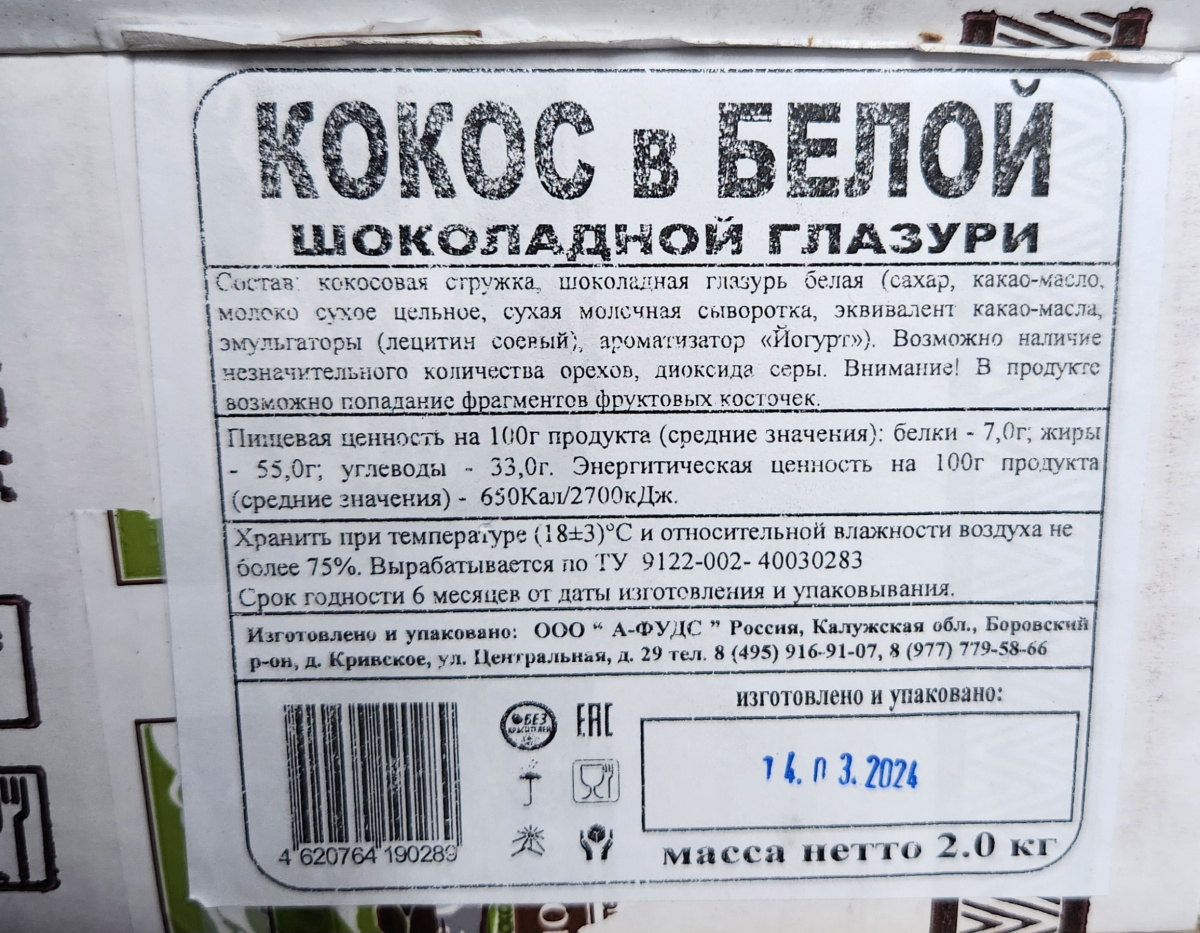 КОКОС в БЕЛОЙ
ШОКОЛАДНОЙ ГЛАЗУРИ
Состав: кокосовая стружка, шоколадная глазурь белая (сахар, какао-масло,
молоко сухое цельное, сухая молочная сыворотка, эквивалент какао-масла,
эмульгаторы (лецитин соевый), ароматизатор «Йогурт»). Возможно наличие
незначительного количества орехов, диоксида серы. Внимание! В продукте
возможно попадание фрагментов фруктовых косточек.
Пищевая ценность на 100г продукта (средние значения): белки - 7,0г; жиры
- 55,0г; углеводы - 33,0г. Энергитическая ценность на 100г продукта
(средние значения) - 650Кал/2700кДж.
Хранить при температуре (18±3)°С и относительной влажности воздуха не
более 75%. Вырабатывается по ТУ 9122-002- 40030283
Срок годности 6 месяцев от даты изготовления и упаковывания.
Изготовлено и упаковано: ООО “ А-ФУДС ” Россия, Калужская обл., Боровский
р-он, д. Кривское, ул. Центральная, д. 29 тел. 8 (495) 916-91-07, 8 (977) 779-58-66
изготовлено и упаковано:
БЕЗ
КРАСИТЕЛЕЙ
ЕАС
14.03.2024
4 620764 190289
масса нетто 2.0 кг